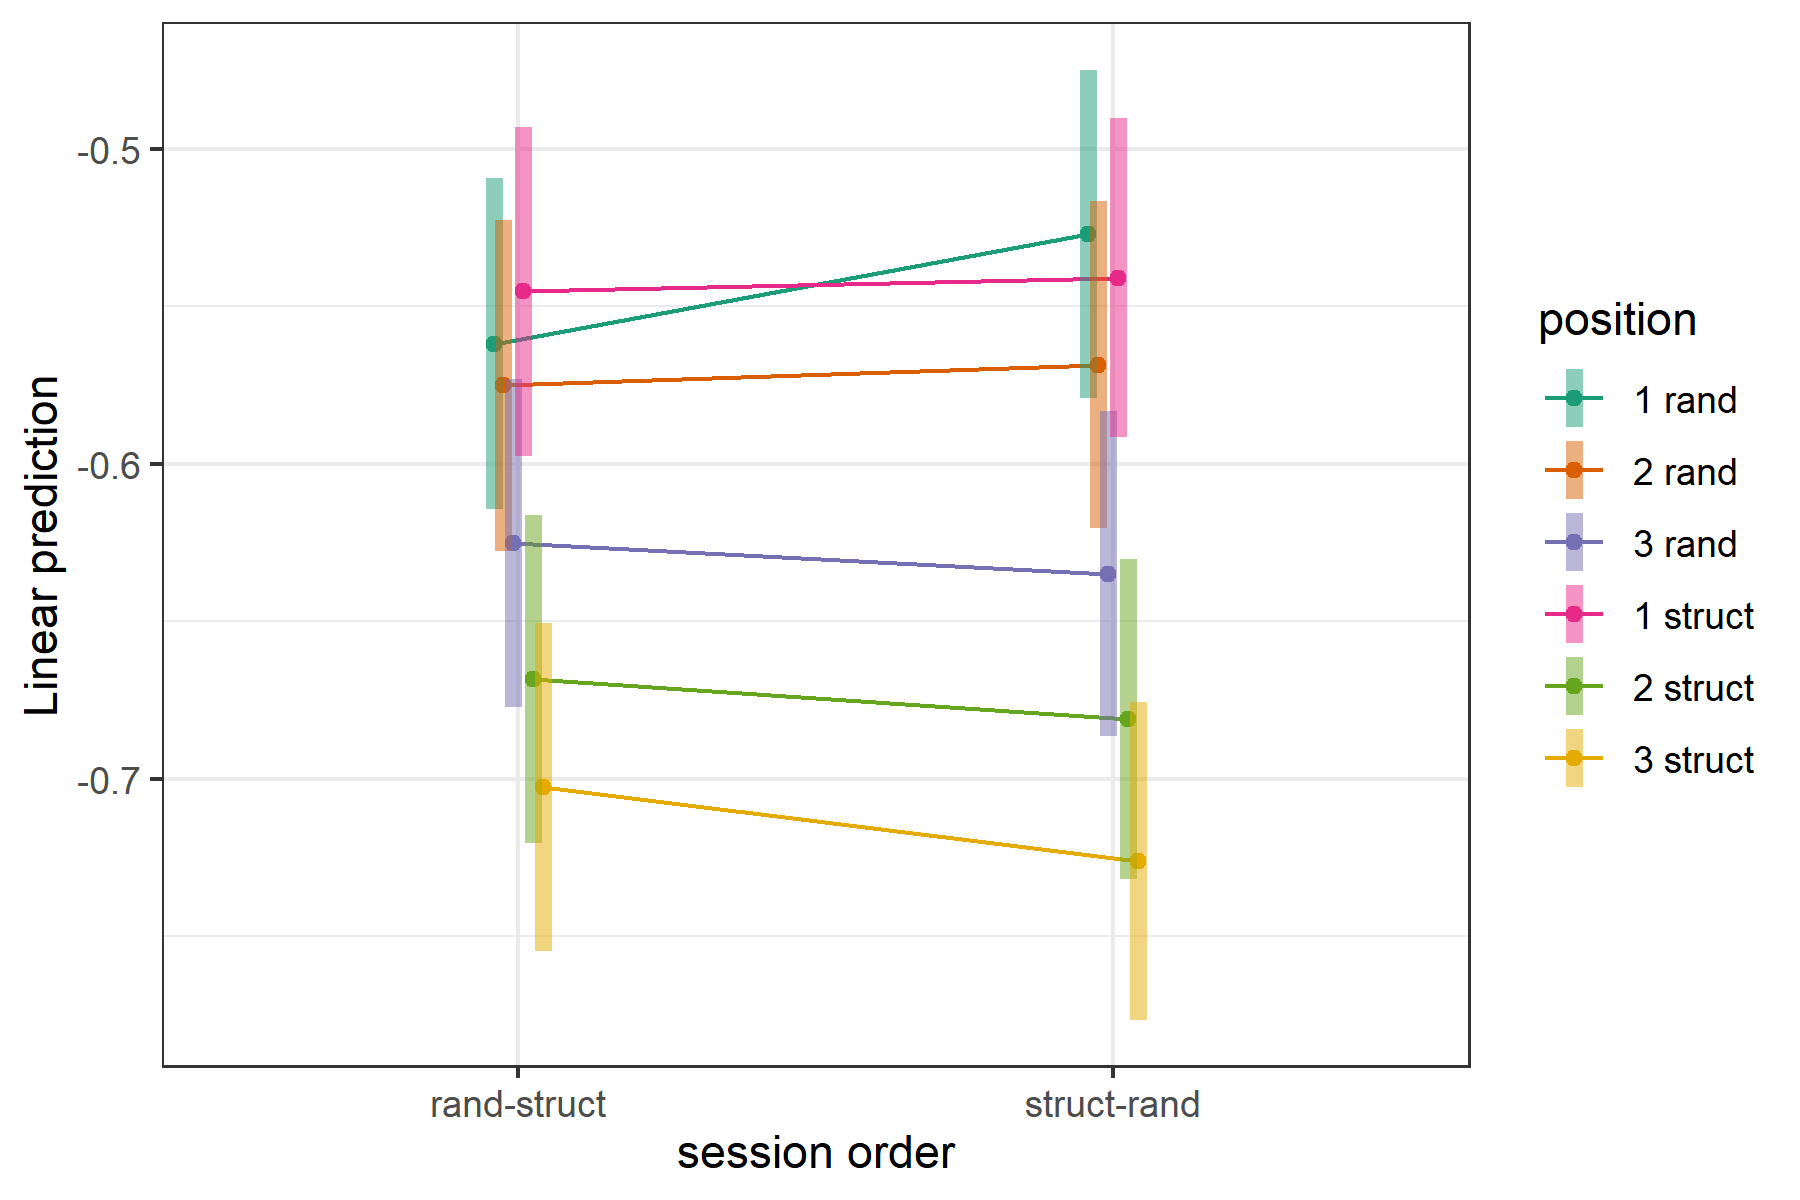 Linear prediction
-0.5
-0.6
-0.7
rand-struct
struct-rand
session order
position
1 rand
2 rand
3 rand
1 struct
2 struct
3 struct